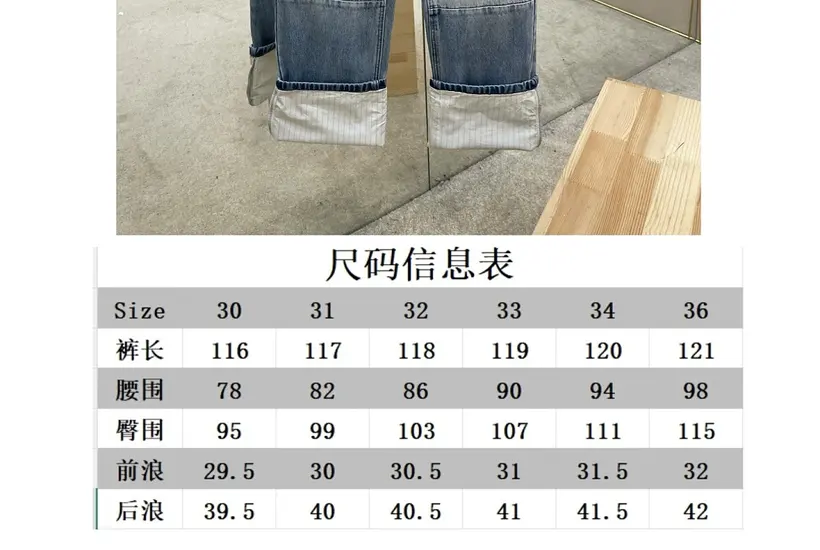 尺码信息表
Size 30 31 32 33 34 36
裤长 116 117 118 119 120 121
腰围 78 82 86 90 94 98
臀围 95 99 103 107 111 115
前浪 29.5 30 30.5 31 31.5 32
后浪 39.5 40 40.5 41 41.5 42